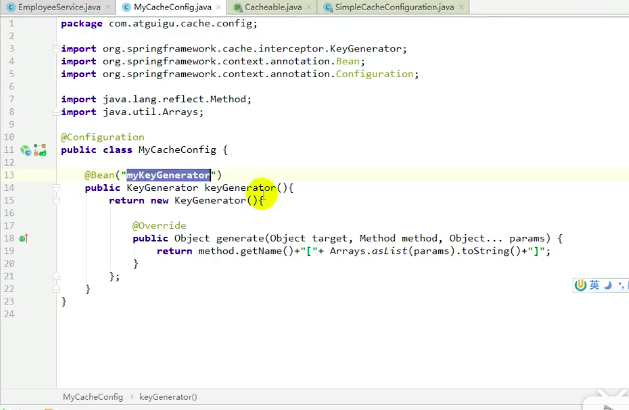 EmployeeService.java
MyCacheConfig.java
Cacheable.java
SimpleCacheConfiguration.java
1 package com.atguigu.cache.config;
2
3 import org.springframework.cache.interceptor.KeyGenerator;
4 import org.springframework.context.annotation.Bean;
5 import org.springframework.context.annotation.Configuration;
6
7 import java.lang.reflect.Method;
8 import java.util.Arrays;
9
10 @Configuration
11 public class MyCacheConfig {
12
13 @Bean("myKeyGenerator")
14 public KeyGenerator keyGenerator(){
15 return new KeyGenerator(){
16
17 @Override
18 public Object generate(Object target, Method method, Object... params) {
19 return method.getName()+"["+ Arrays.asList(params).toString()+"]";
20 }
21 };
22 }
23 }
24
英
MyCacheConfig › keyGenerator()